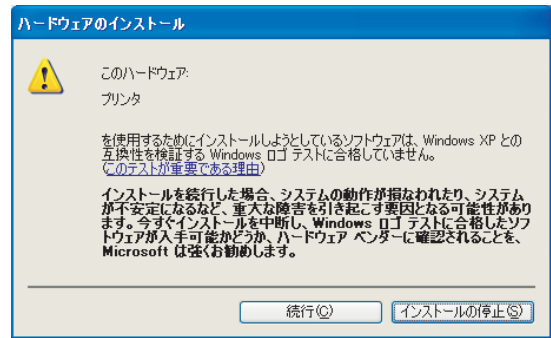 ハードウェアのインストール
このハードウェア:
プリンタ
を使用するためにインストールしようとしているソフトウェアは、Windows XP との
互換性を検証する Windows ロゴ テストに合格していません。
(このテストが重要である理由)
インストールを続行した場合、システムの動作が損なわれたり、システム
が不安定になるなど、重大な障害を引き起こす要因となる可能性があり
ます。今すぐインストールを中断し、Windows ロゴ テストに合格したソフ
トウェアが入手可能かどうか、ハードウェア ベンダーに確認されることを、
Microsoft は強くお勧めします。
続行(C) インストールの停止(S)